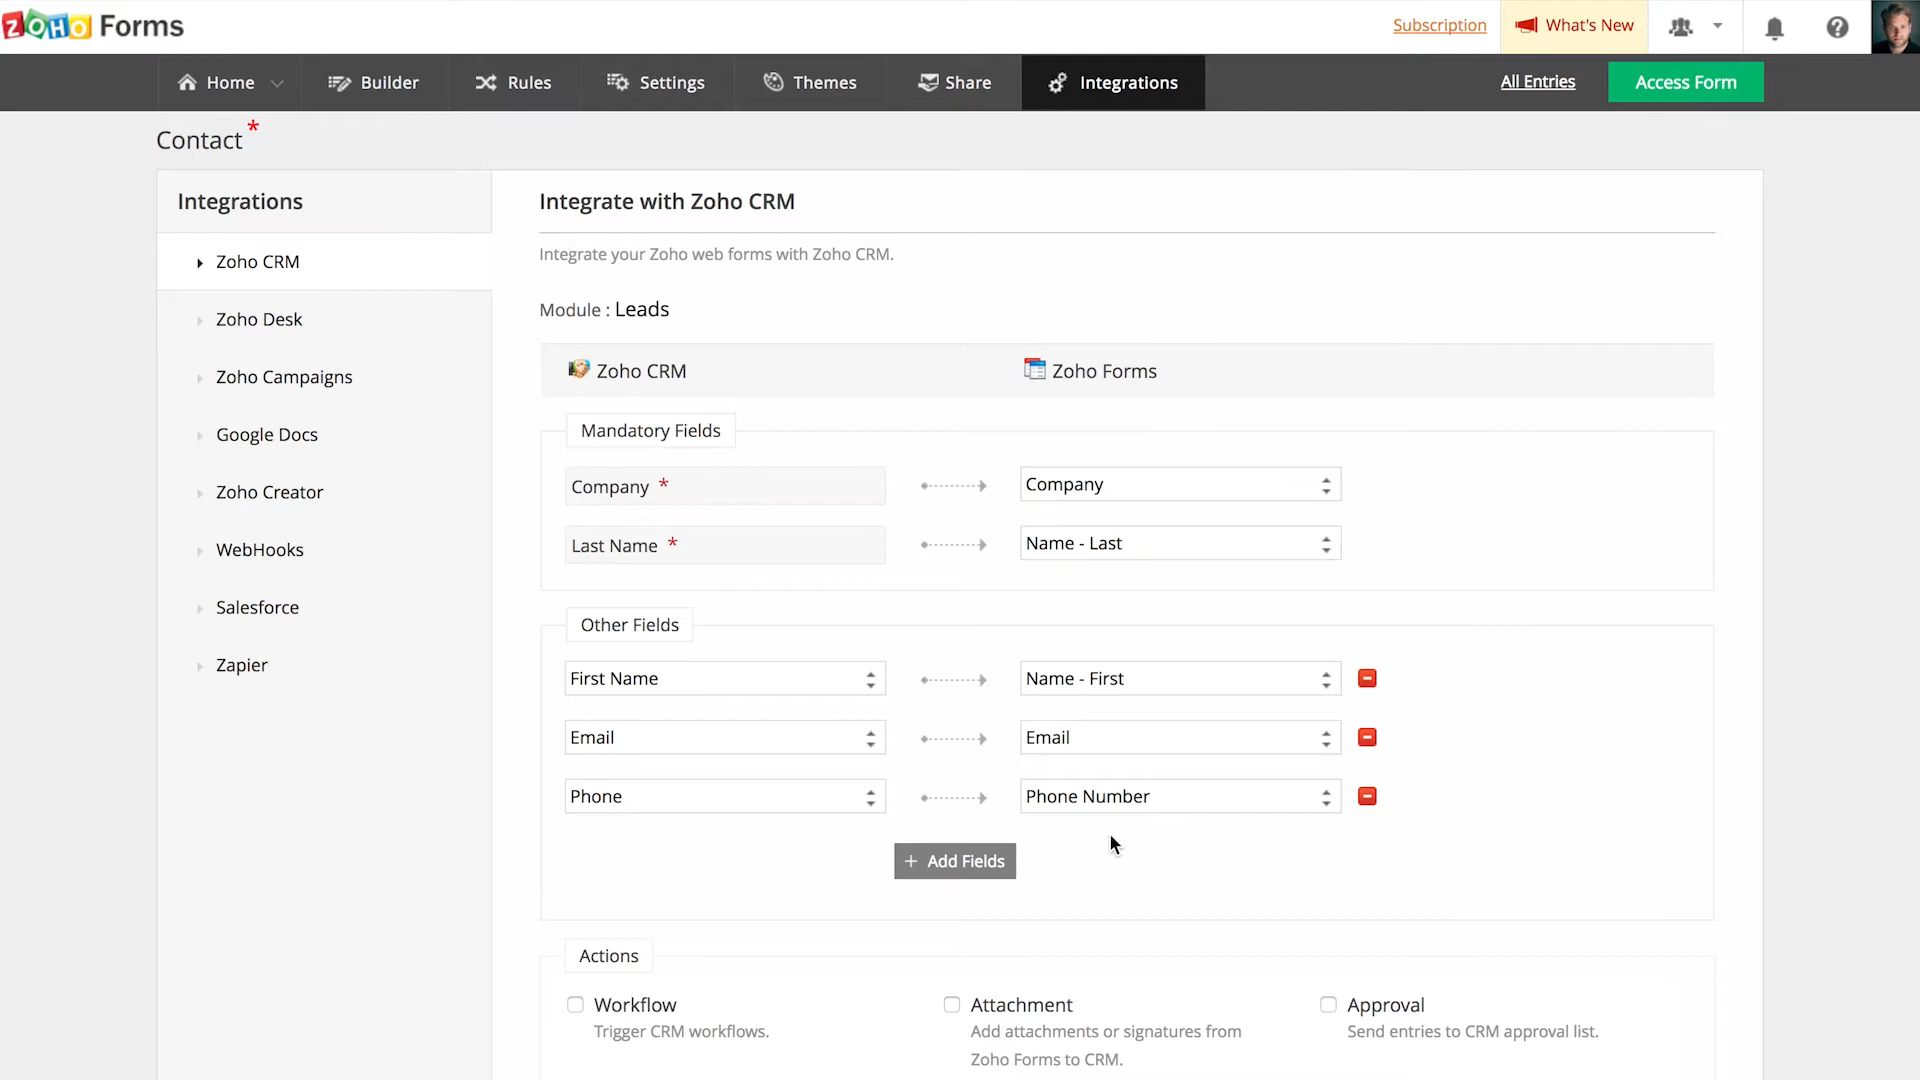 ZOHO Forms
Subscription
What's New
Home
Builder
Rules
Settings
Themes
Share
Integrations
All Entries
Access Form
Contact *
Integrations
Zoho CRM
Zoho Desk
Zoho Campaigns
Google Docs
Zoho Creator
WebHooks
Salesforce
Zapier
Integrate with Zoho CRM
Integrate your Zoho web forms with Zoho CRM.
Module : Leads
Zoho CRM
Zoho Forms
Mandatory Fields
Company *
Company
Last Name *
Name - Last
Other Fields
First Name
Name - First
Email
Email
Phone
Phone Number
+ Add Fields
Actions
Workflow
Trigger CRM workflows.
Attachment
Add attachments or signatures from
Zoho Forms to CRM.
Approval
Send entries to CRM approval list.